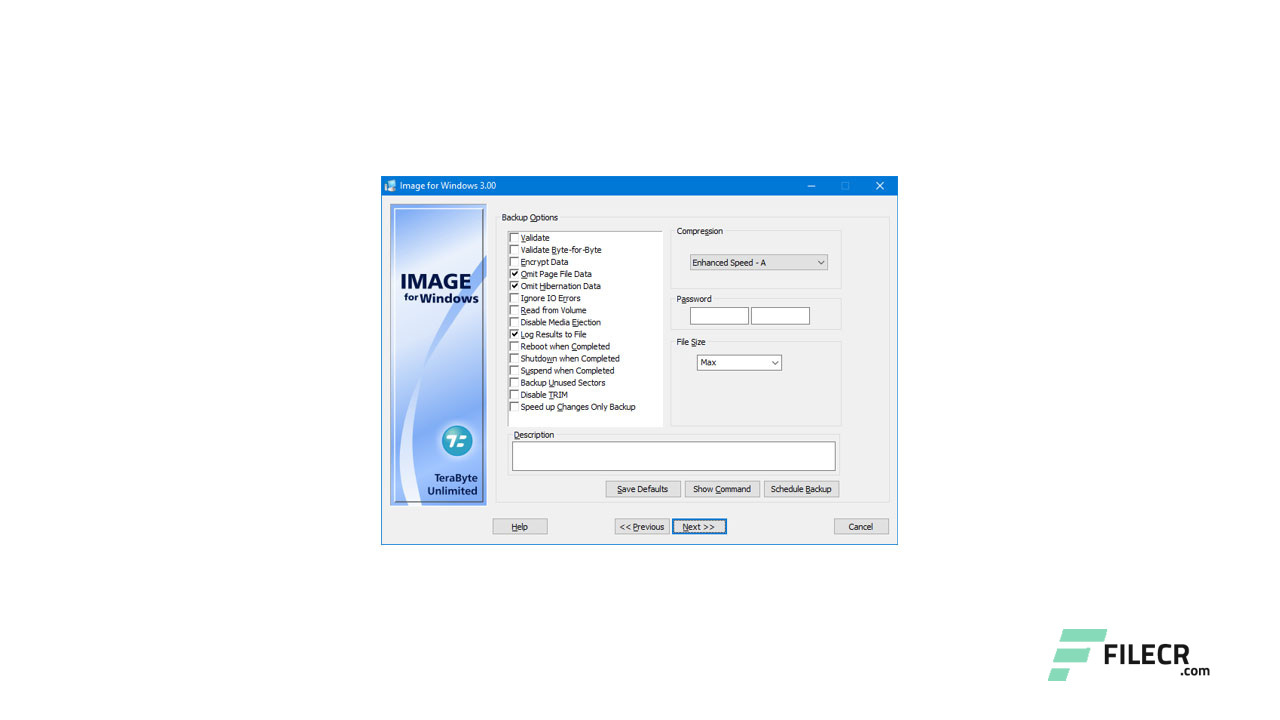 Image for Windows 3.00
IMAGE
for Windows
TeraByte
Unlimited
Backup Options
Validate
Validate Byte-for-Byte
Encrypt Data
Omit Page File Data
Omit Hibernation Data
Ignore IO Errors
Read from Volume
Disable Media Ejection
Log Results to File
Reboot when Completed
Shutdown when Completed
Suspend when Completed
Backup Unused Sectors
Disable TRIM
Speed up Changes Only Backup
Compression
Enhanced Speed - A
Password
File Size
Max
Description
Save Defaults
Show Command
Schedule Backup
Help
<< Previous
Next >>
Cancel
FILECR
.com